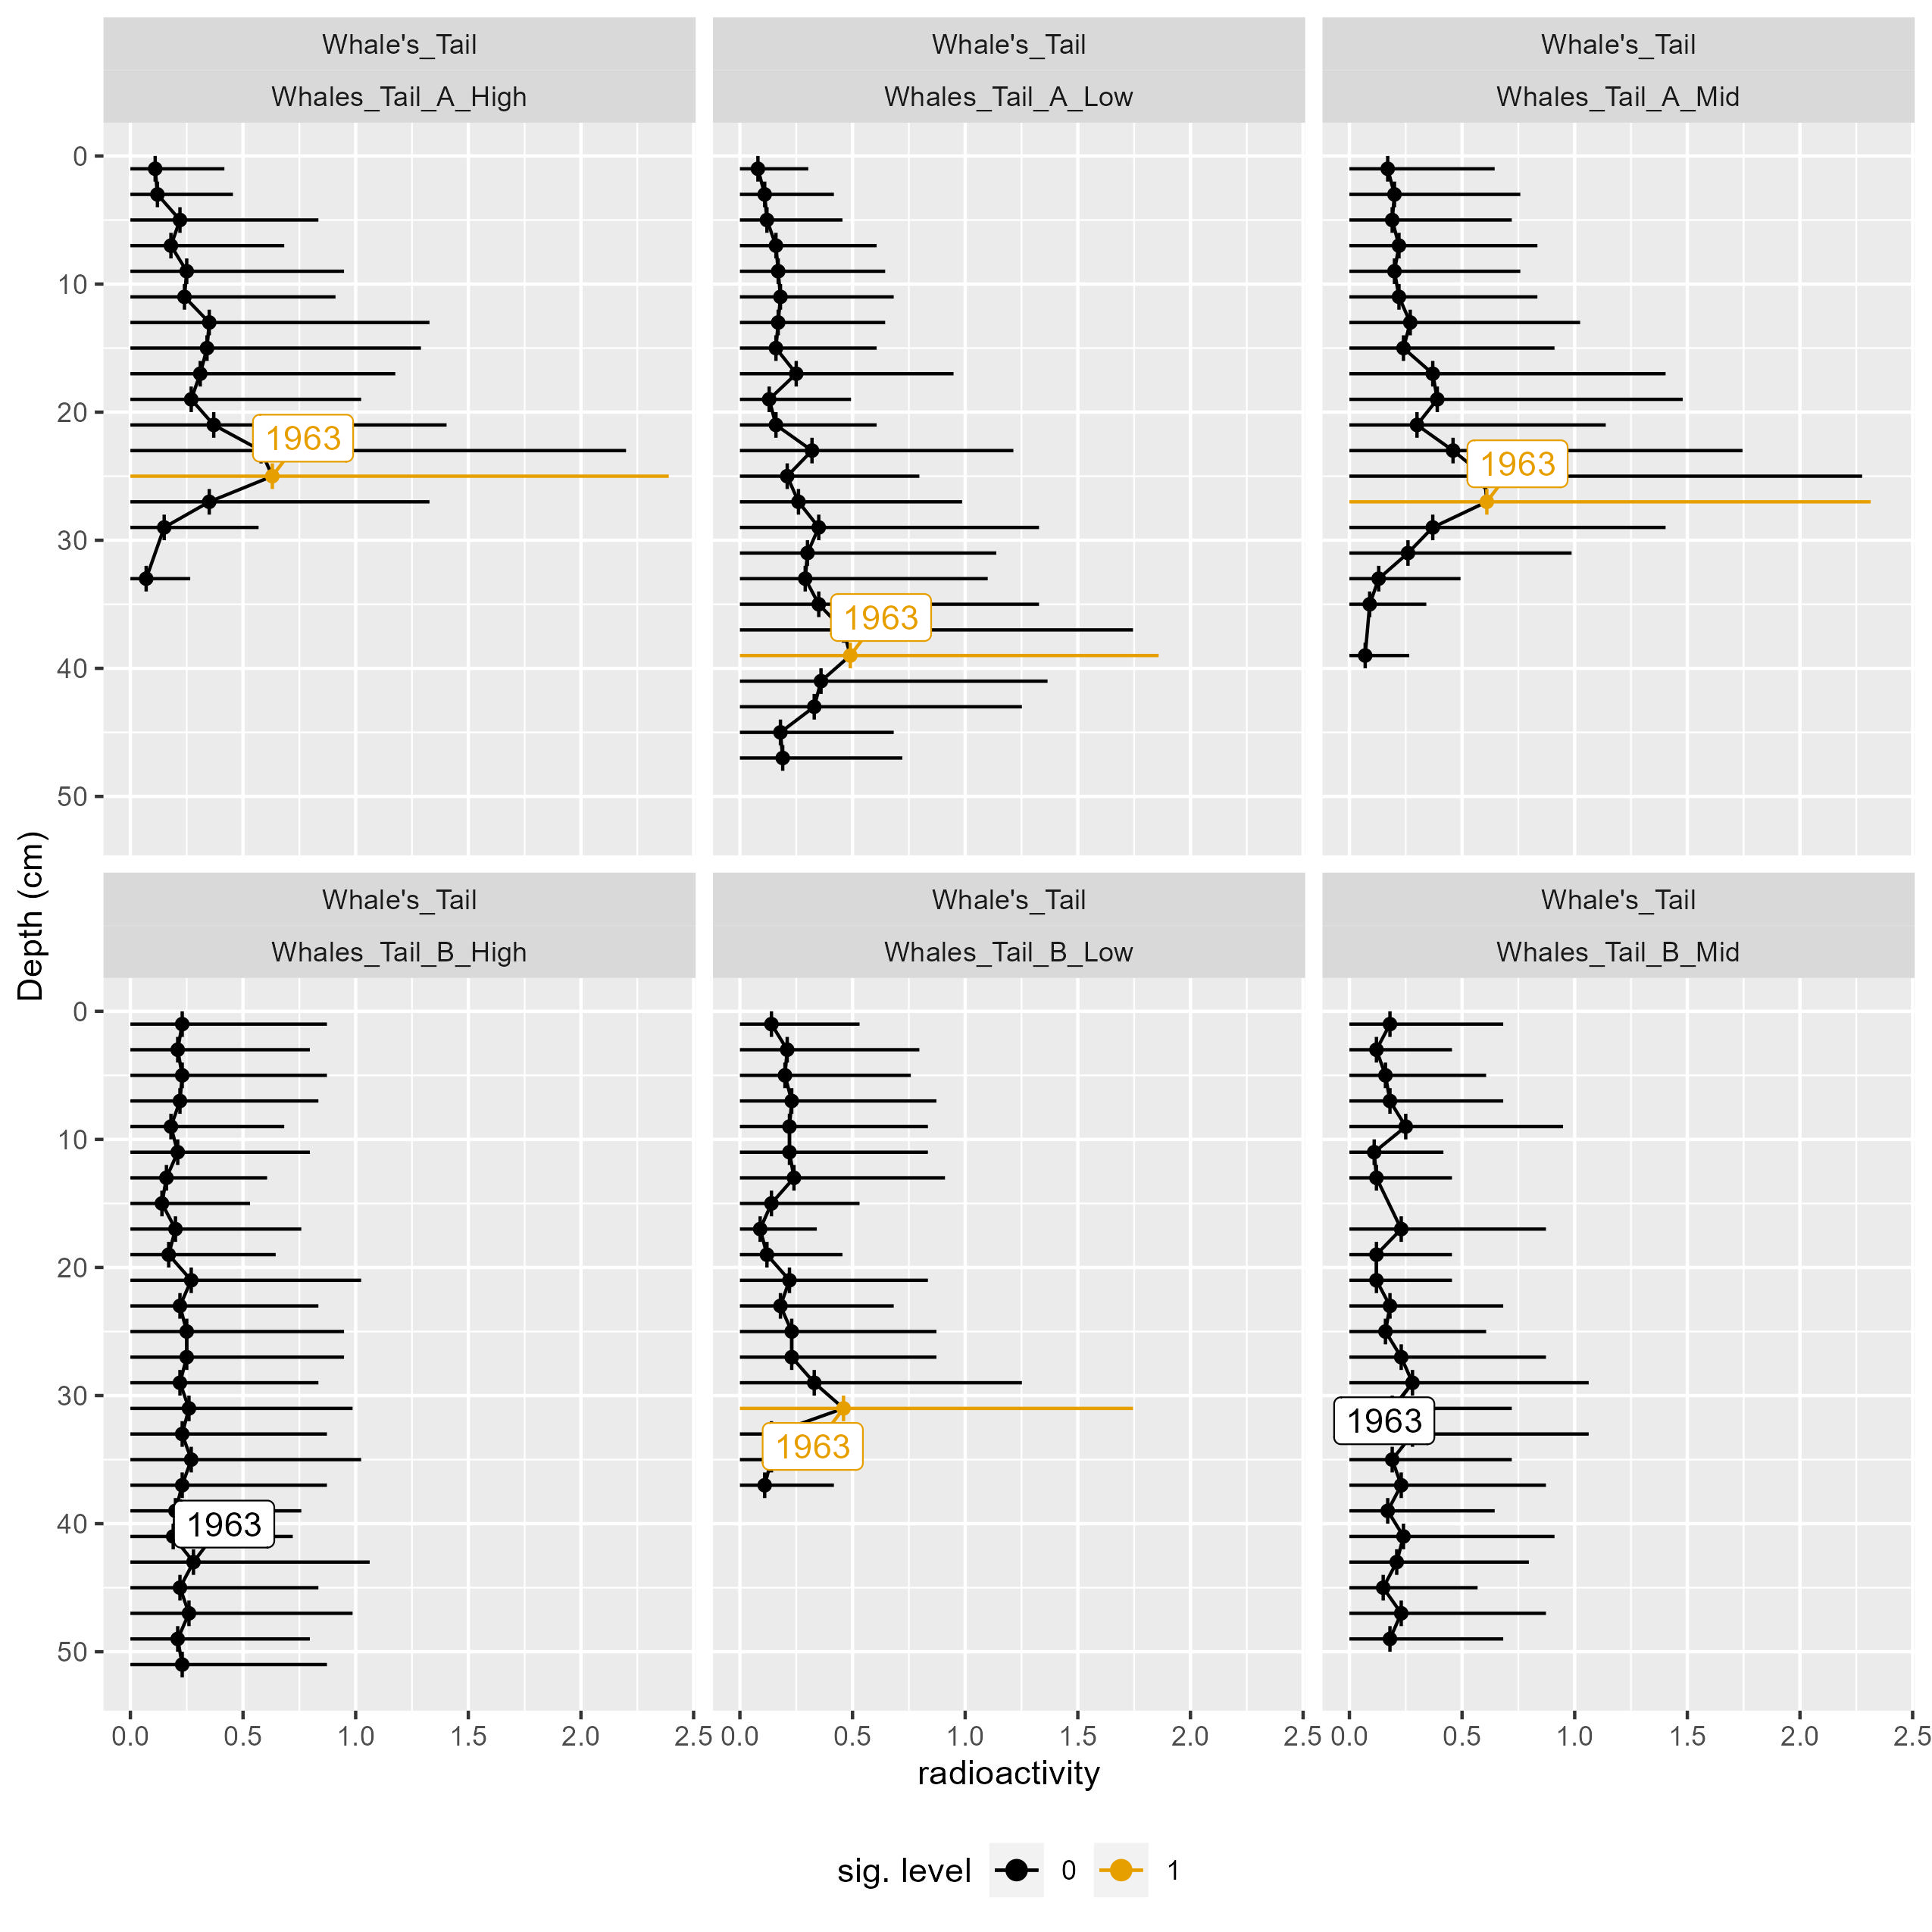 Whale's_Tail Whale's_Tail Whale's_Tail
Whales_Tail_A_High Whales_Tail_A_Low Whales_Tail_A_Mid
0
10
20
30
40
50
1963
1963
1963
Depth (cm)
Whale's_Tail Whale's_Tail Whale's_Tail
Whales_Tail_B_High Whales_Tail_B_Low Whales_Tail_B_Mid
0
10
20
30
40
50
1963
1963
1963
0.0 0.5 1.0 1.5 2.0 2.5 0.0 0.5 1.0 1.5 2.0 2.5 0.0 0.5 1.0 1.5 2.0 2.5
radioactivity
sig. level 0 1